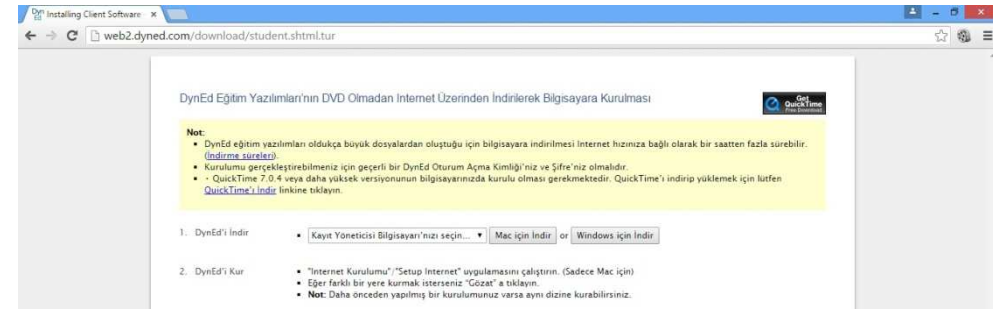 Installing Client Software
web2.dyned.com/download/student.shtml.tur
DynEd Eğitim Yazılımları'nın DVD Olmadan Internet Üzerinden İndirilerek Bilgisayara Kurulması
Get
QuickTime
Free Download
Not:
• DynEd eğitim yazılımları oldukça büyük dosyalardan oluştuğu için bilgisayara indirilmesi Internet hızınıza bağlı olarak bir saatten fazla sürebilir.
(İndirme süreleri).
• Kurulumu gerçekleştirebilmeniz için geçerli bir DynEd Oturum Açma Kimliği'niz ve Şifre'niz olmalıdır.
• · QuickTime 7.0.4 veya daha yüksek versiyonunun bilgisayarınızda kurulu olması gerekmektedir. QuickTime'ı indirip yüklemek için lütfen
QuickTime'ı İndir linkine tıklayın.
1. DynEd'i İndir • Kayıt Yöneticisi Bilgisayarı'nızı seçin... Mac için İndir or Windows için İndir
2. DynEd'i Kur • "Internet Kurulumu"/"Setup Internet" uygulamasını çalıştırın. (Sadece Mac için)
• Eğer farklı bir yere kurmak isterseniz "Gözat" a tıklayın.
• Not: Daha önceden yapılmış bir kurulumunuz varsa aynı dizine kurabilirsiniz.